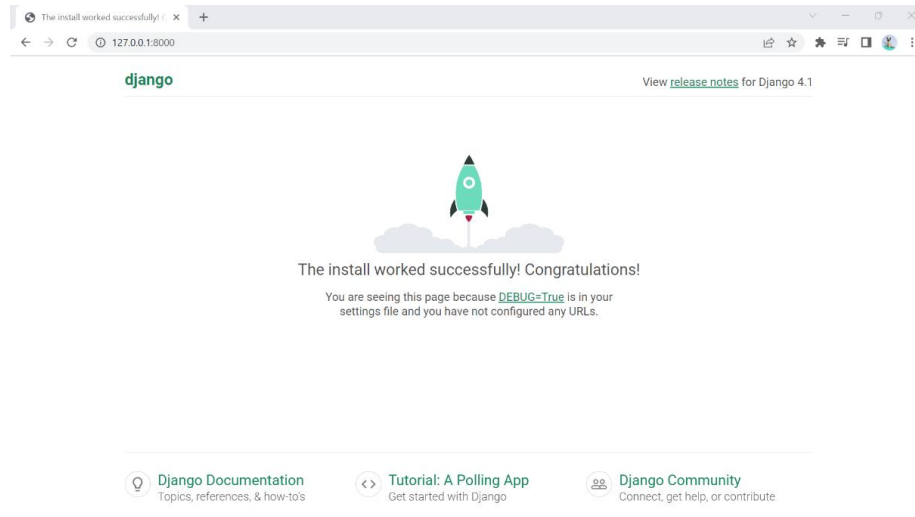 The install worked successfully! C
127.0.0.1:8000
django
View release notes for Django 4.1
The install worked successfully! Congratulations!
You are seeing this page because DEBUG=True is in your
settings file and you have not configured any URLs.
Django Documentation
Topics, references, & how-to's
Tutorial: A Polling App
Get started with Django
Django Community
Connect, get help, or contribute